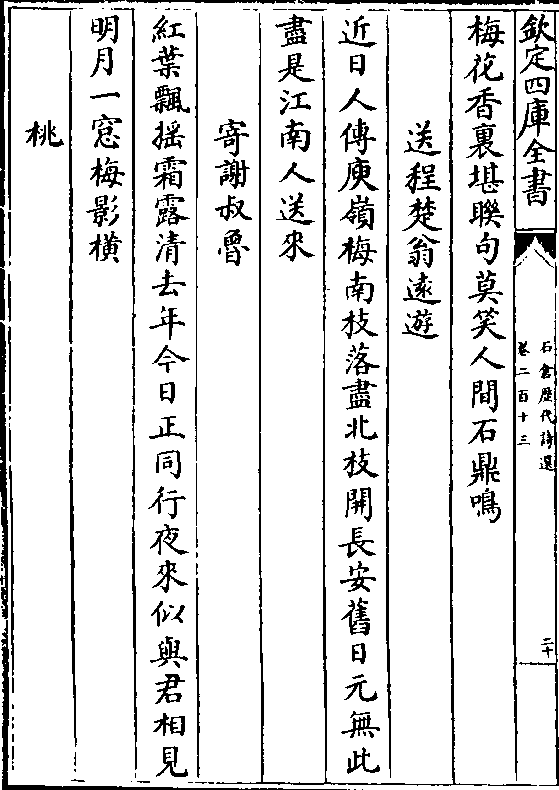 欽定四庫全書
石倉歴代詩選
卷二百十三
二十
梅花香裏堪聨句莫笑人間石鼎鳴
送程楚翁逺遊
近日人傳庾嶺梅南枝落盡北枝開長安舊日元無此
盡是江南人送來
寄謝叔魯
紅葉飄揺霜露清去年今日正同行夜來似與君相見
明月一窓梅影橫
桃